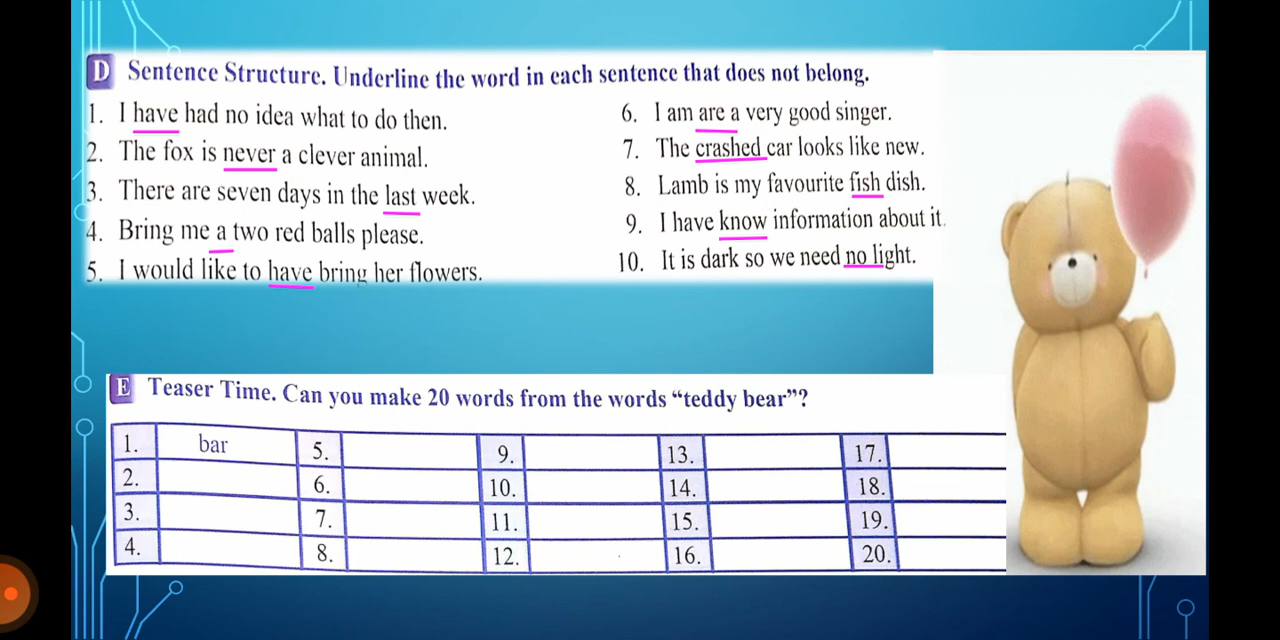 D Sentence Structure. Underline the word in each sentence that does not belong.
1. I have had no idea what to do then.
2. The fox is never a clever animal.
3. There are seven days in the last week.
4. Bring me a two red balls please.
5. I would like to have bring her flowers.
6. I am are a very good singer.
7. The crashed car looks like new.
8. Lamb is my favourite fish dish.
9. I have know information about it.
10. It is dark so we need no light.
E Teaser Time. Can you make 20 words from the words “teddy bear”?
1. bar 5. 9. 13. 17.
2. 6. 10. 14. 18.
3. 7. 11. 15. 19.
4. 8. 12. 16. 20.